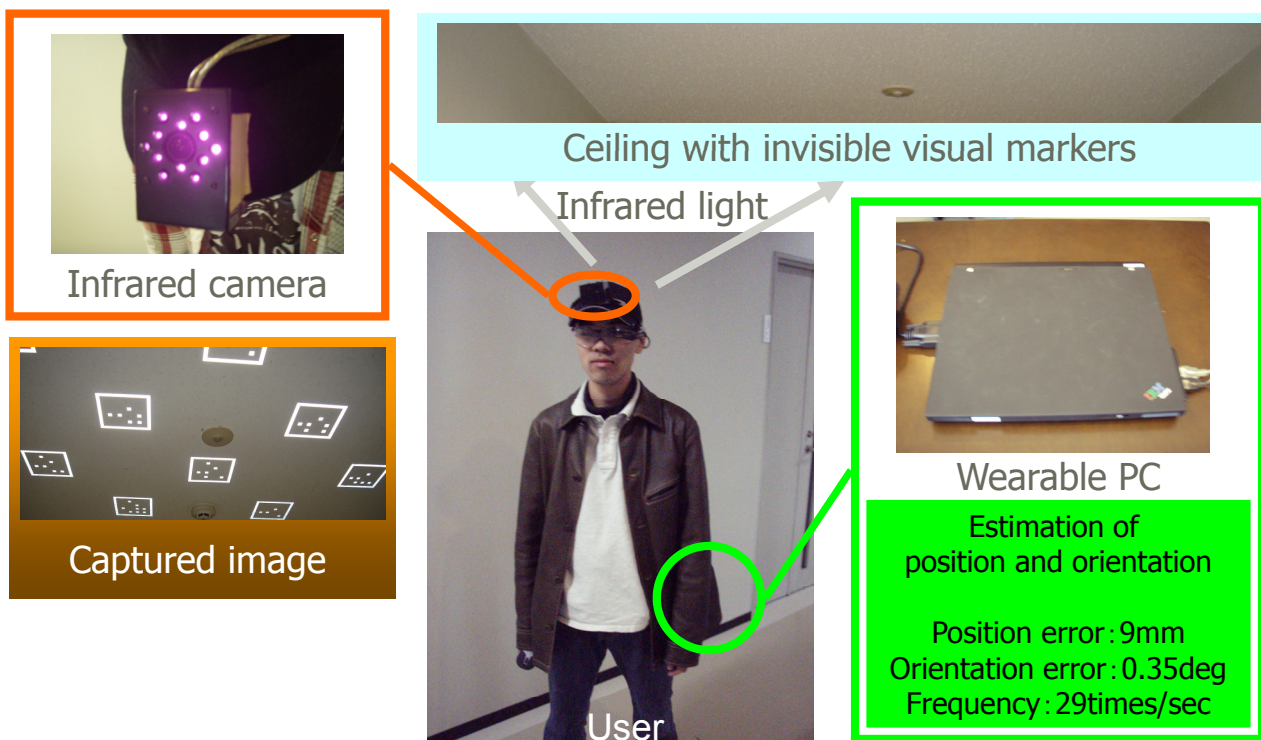 Ceiling with invisible visual markers
Infrared light
Infrared camera
Captured image
User
Wearable PC
Estimation of
position and orientation
Position error：9mm
Orientation error：0.35deg
Frequency：29times/sec